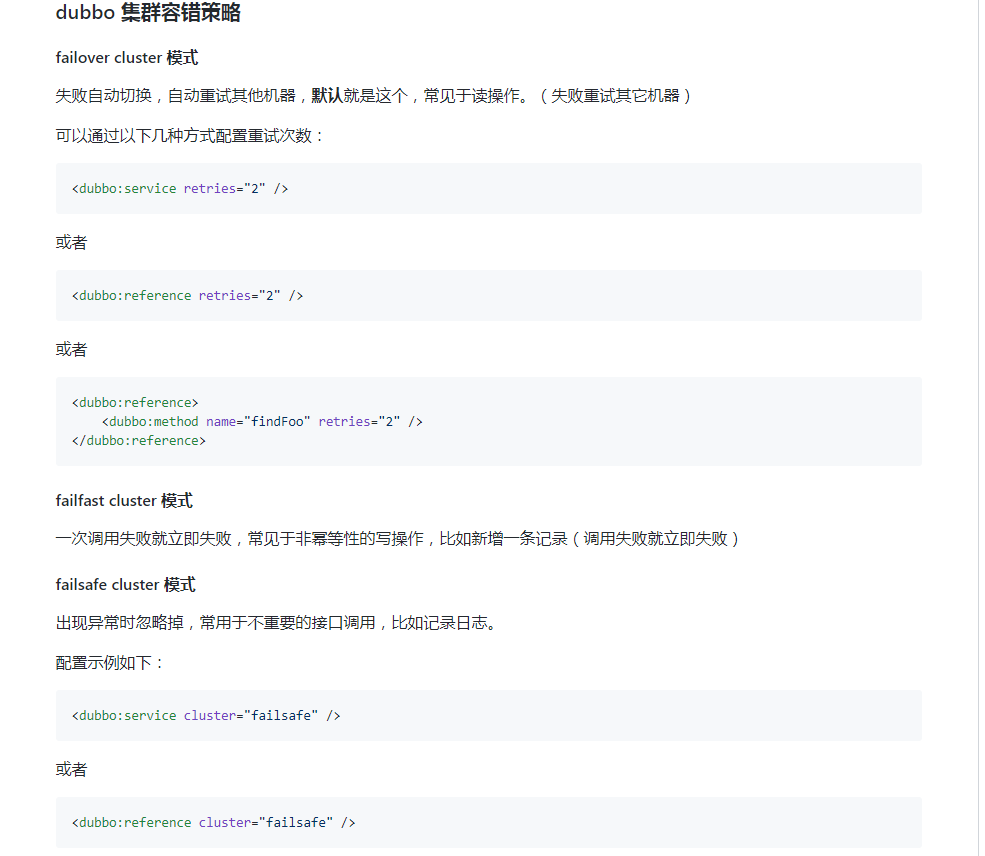 dubbo 集群容错策略
failover cluster 模式
失败自动切换，自动重试其他机器，默认就是这个，常见于读操作。（失败重试其它机器）
可以通过以下几种方式配置重试次数：
<dubbo:service retries="2" />
或者
<dubbo:reference retries="2" />
或者
<dubbo:reference>
    <dubbo:method name="findFoo" retries="2" />
</dubbo:reference>
failfast cluster 模式
一次调用失败就立即失败，常见于非幂等性的写操作，比如新增一条记录（调用失败就立即失败）
failsafe cluster 模式
出现异常时忽略掉，常用于不重要的接口调用，比如记录日志。
配置示例如下：
<dubbo:service cluster="failsafe" />
或者
<dubbo:reference cluster="failsafe" />